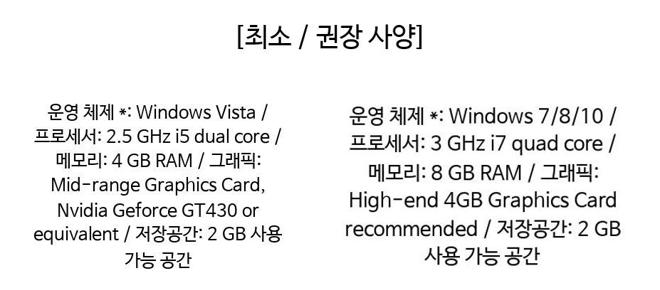 [최소 / 권장 사양]
운영 체제 *: Windows Vista /
프로세서: 2.5 GHz i5 dual core /
메모리: 4 GB RAM / 그래픽:
Mid-range Graphics Card,
Nvidia Geforce GT430 or
equivalent / 저장공간: 2 GB 사용
가능 공간
운영 체제 *: Windows 7/8/10 /
프로세서: 3 GHz i7 quad core /
메모리: 8 GB RAM / 그래픽:
High-end 4GB Graphics Card
recommended / 저장공간: 2 GB
사용 가능 공간